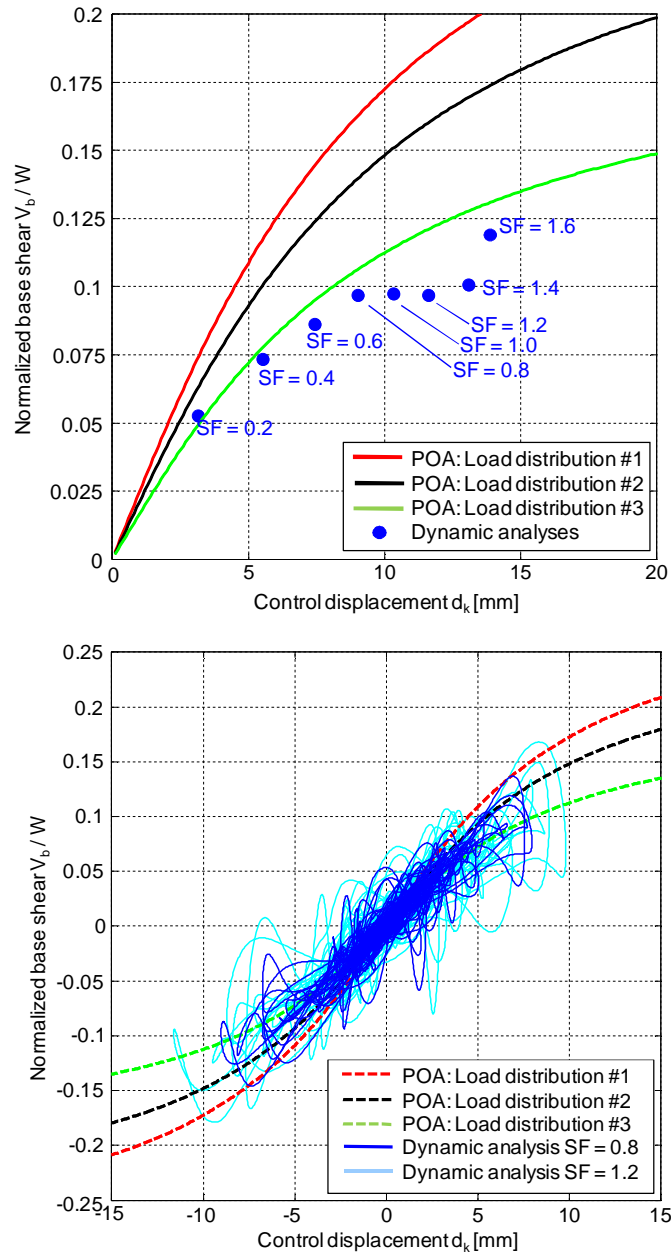 0.2
0.175
0.15
0.125
0.1
0.075
0.05
0.025
0
Normalized base shear V_b / W
SF = 1.6
SF = 1.4
SF = 1.2
SF = 1.0
SF = 0.8
SF = 0.6
SF = 0.4
SF = 0.2
POA: Load distribution #1
POA: Load distribution #2
POA: Load distribution #3
Dynamic analyses
0 5 10 15 20
Control displacement d_k [mm]
0.25
0.2
0.15
0.1
0.05
0
-0.05
-0.1
-0.15
-0.2
-0.25
Normalized base shear V_b / W
POA: Load distribution #1
POA: Load distribution #2
POA: Load distribution #3
Dynamic analysis SF = 0.8
Dynamic analysis SF = 1.2
-15 -10 -5 0 5 10 15
Control displacement d_k [mm]